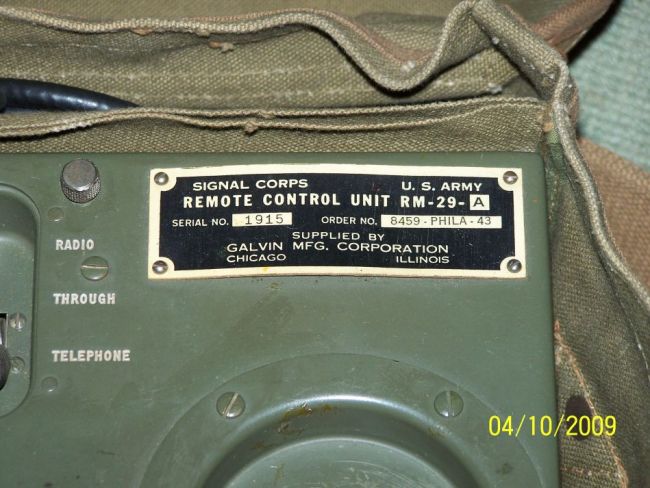 SIGNAL CORPS U. S. ARMY
REMOTE CONTROL UNIT RM-29-A
SERIAL NO. 1915 ORDER NO. 8459-PHILA-43
SUPPLIED BY
GALVIN MFG. CORPORATION
CHICAGO ILLINOIS
RADIO
THROUGH
TELEPHONE
04/10/2009